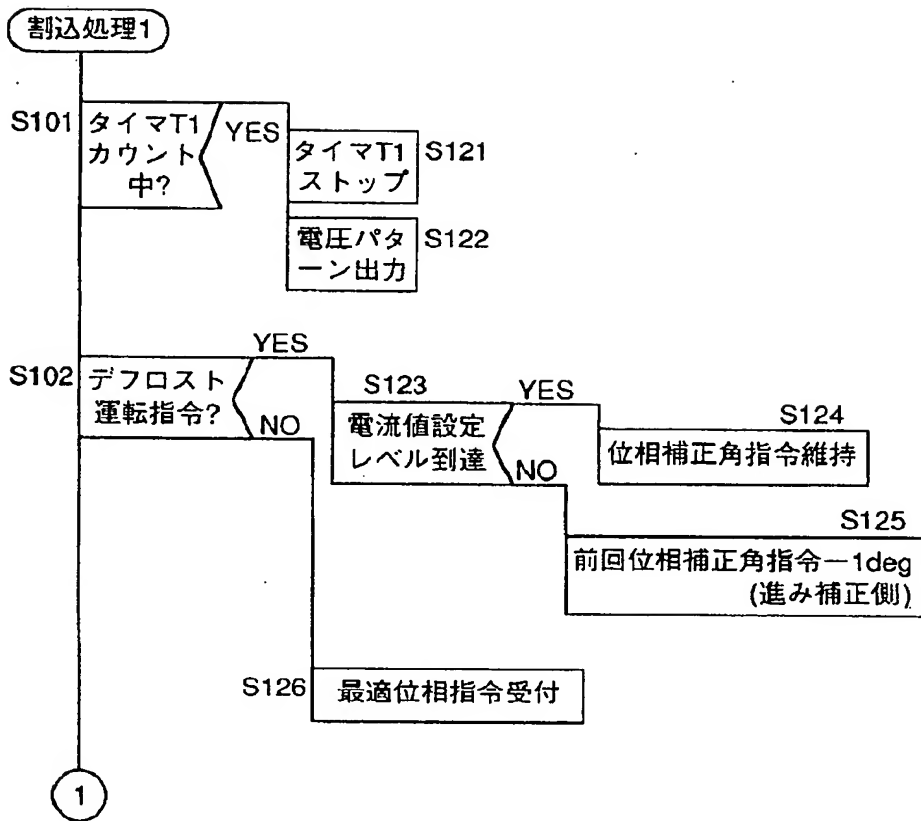 割込処理1
S101
タイマT1
カウント
中?
YES
タイマT1
ストップ
S121
電圧パタ
ーン出力
S122
S102
デフロスト
運転指令?
YES
NO
S123
電流値設定
レベル到達
YES
NO
S124
位相補正角指令維持
S125
前回位相補正角指令ー1deg
(進み補正側)
S126
最適位相指令受付
1